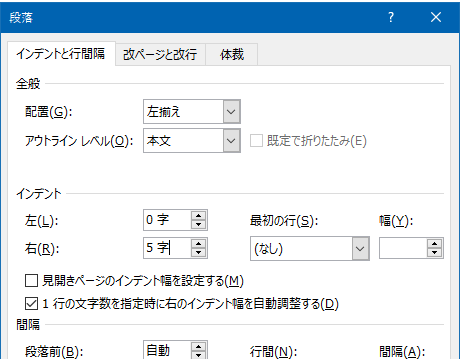 段落
インデントと行間隔 改ページと改行 体裁
全般
配置(G): 左揃え
アウトライン レベル(O): 本文 既定で折りたたみ(E)
インデント
左(L): 0 字 最初の行(S): 幅(Y):
右(R): 5 字 (なし)
見開きページのインデント幅を設定する(M)
1 行の文字数を指定時に右のインデント幅を自動調整する(D)
間隔
段落前(B): 自動 行間(N): 間隔(A):